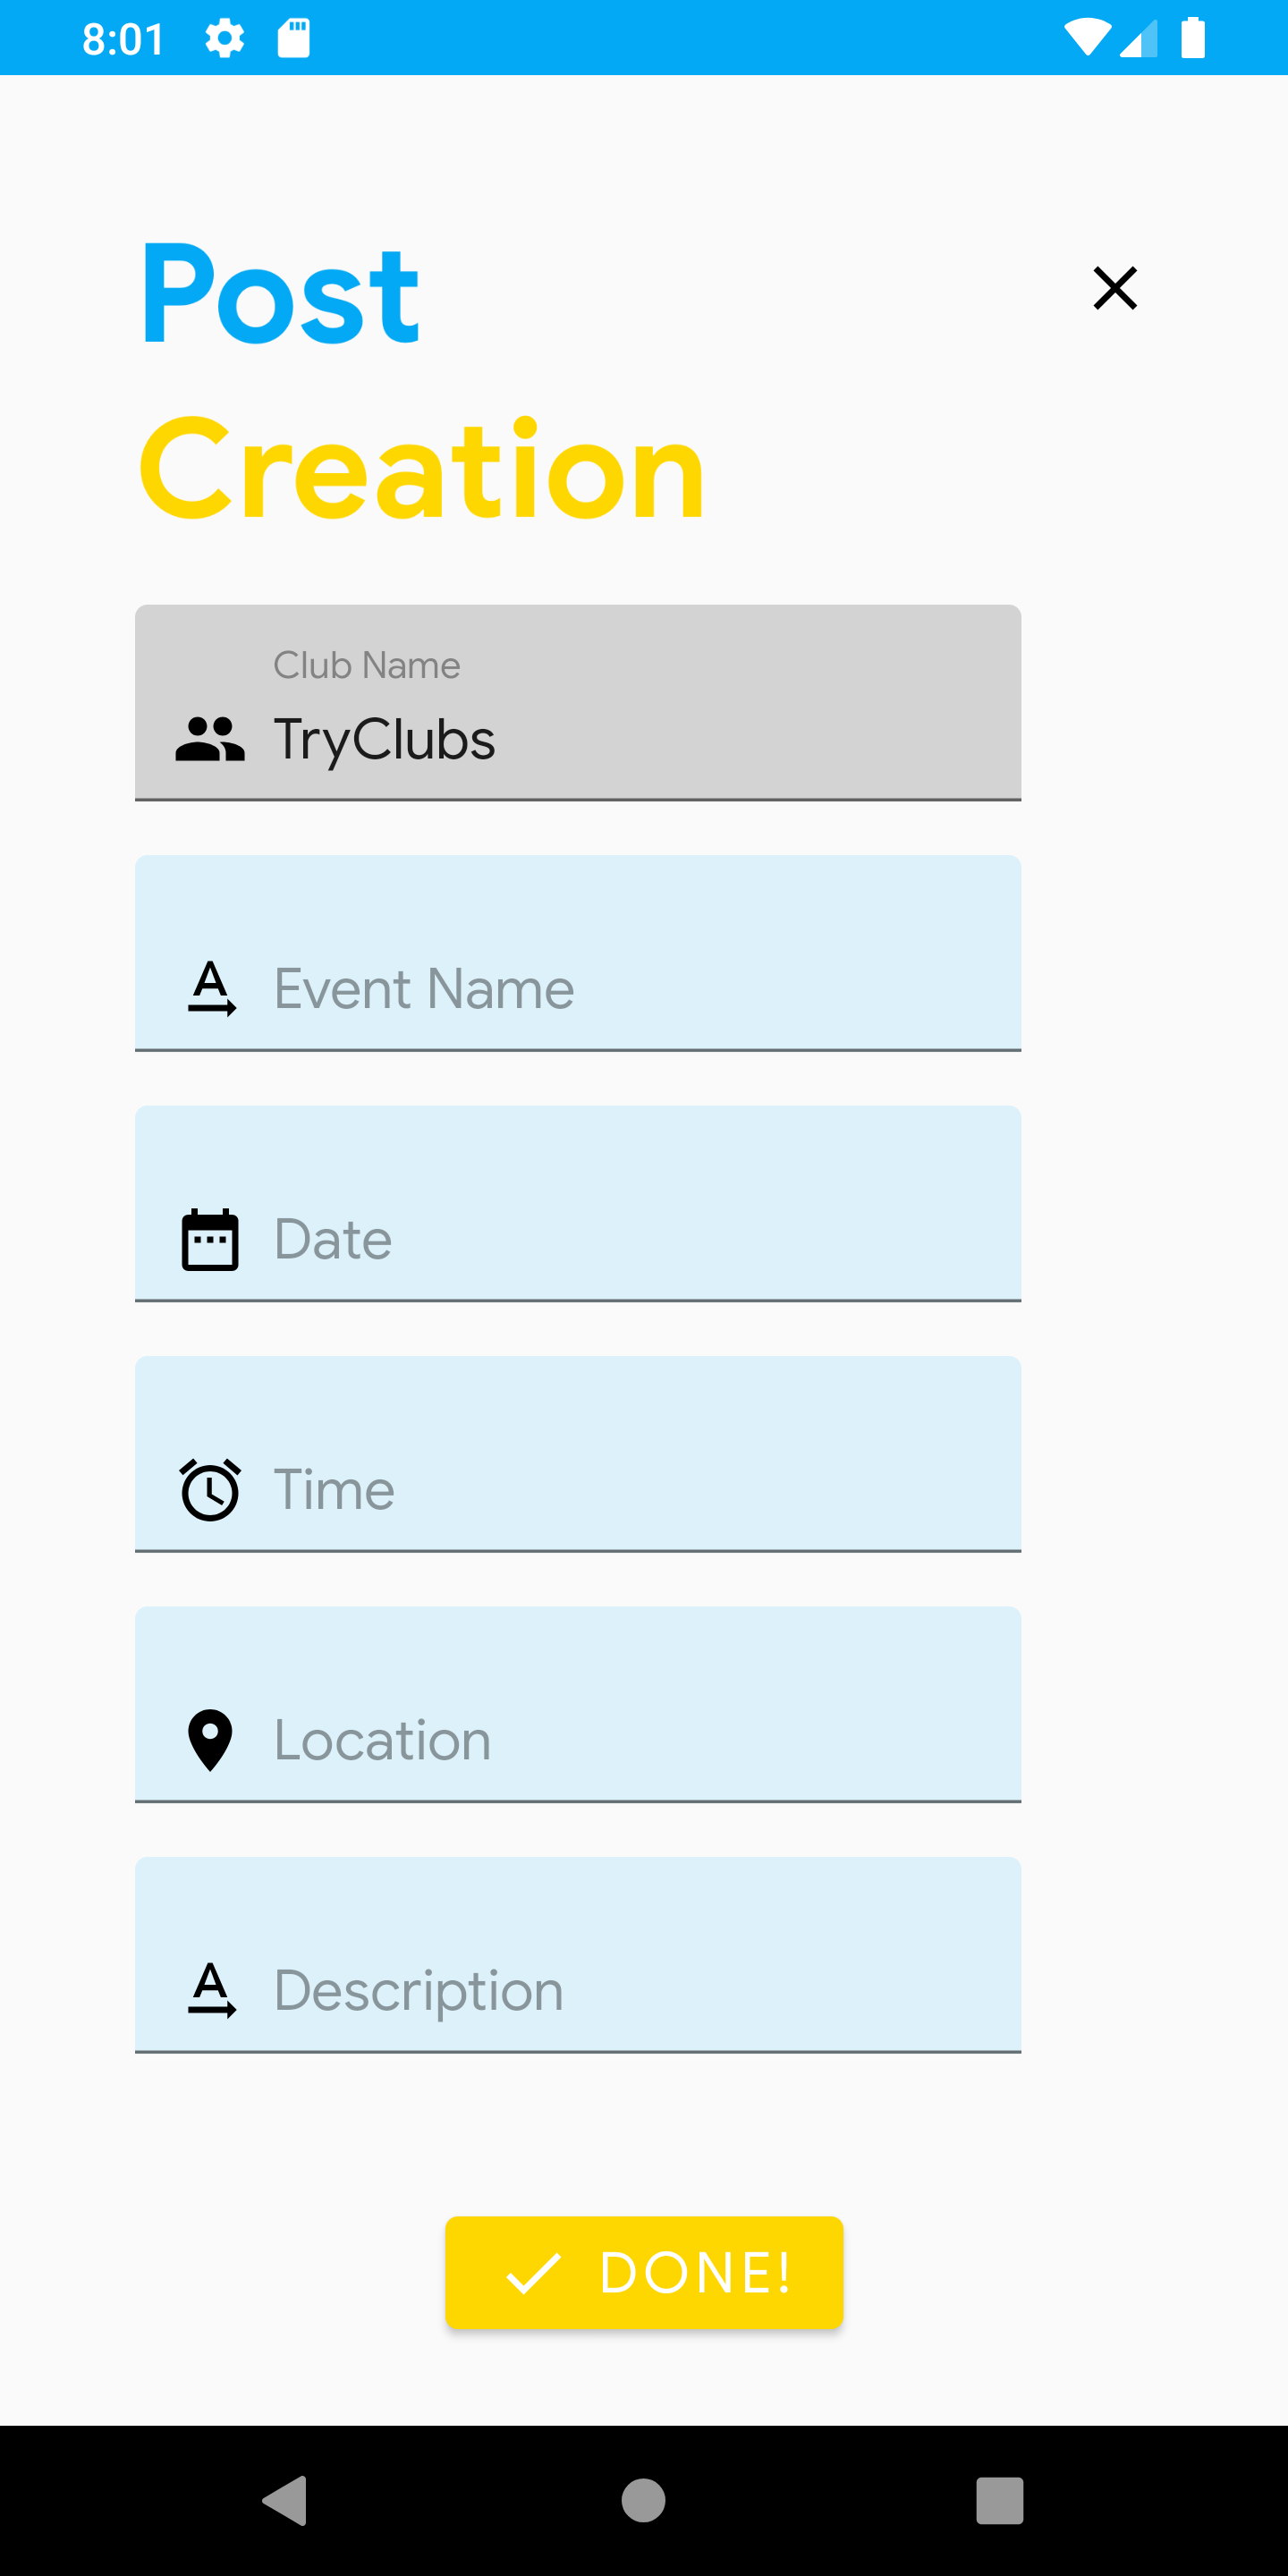 8:01
Post
Creation
Club Name
TryClubs
Event Name
Date
Time
Location
Description
DONE!